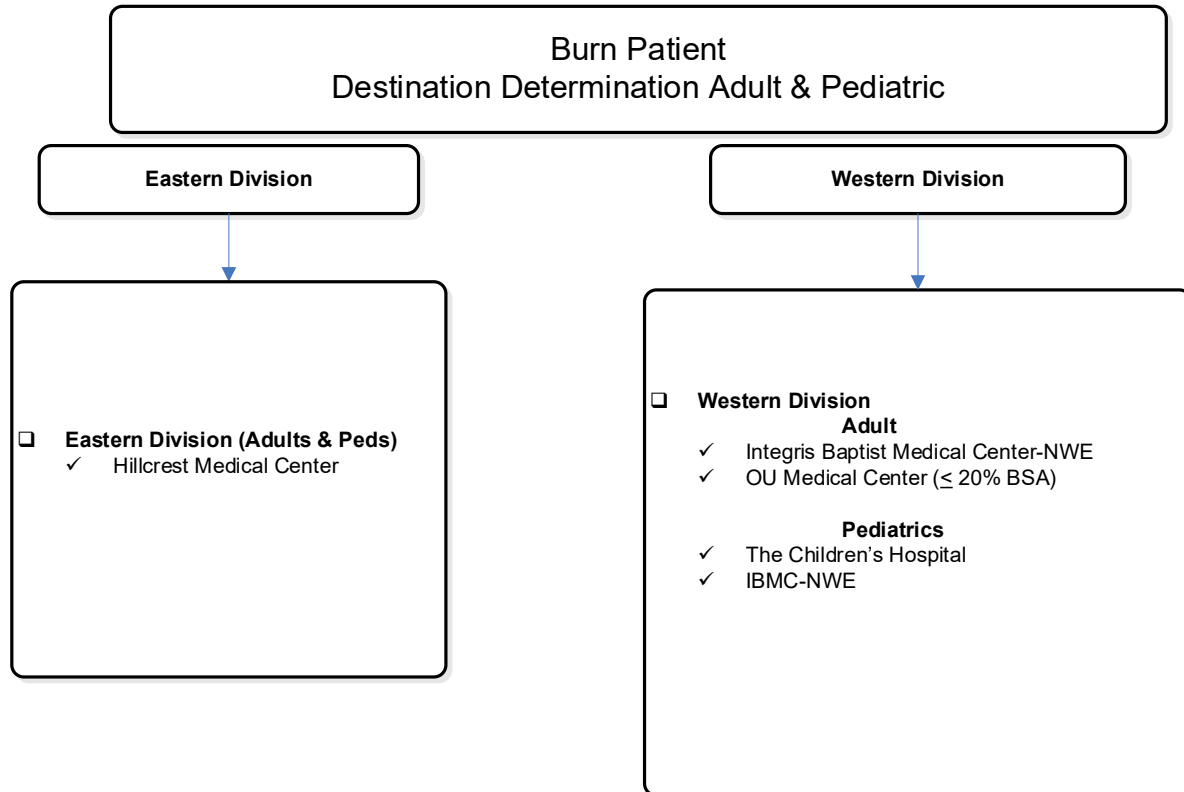 Burn Patient
Destination Determination Adult & Pediatric
Eastern Division
Western Division
❑ Eastern Division (Adults & Peds)
✓ Hillcrest Medical Center
❑ Western Division
Adult
✓ Integris Baptist Medical Center-NWE
✓ OU Medical Center (≤ 20% BSA)
Pediatrics
✓ The Children’s Hospital
✓ IBMC-NWE